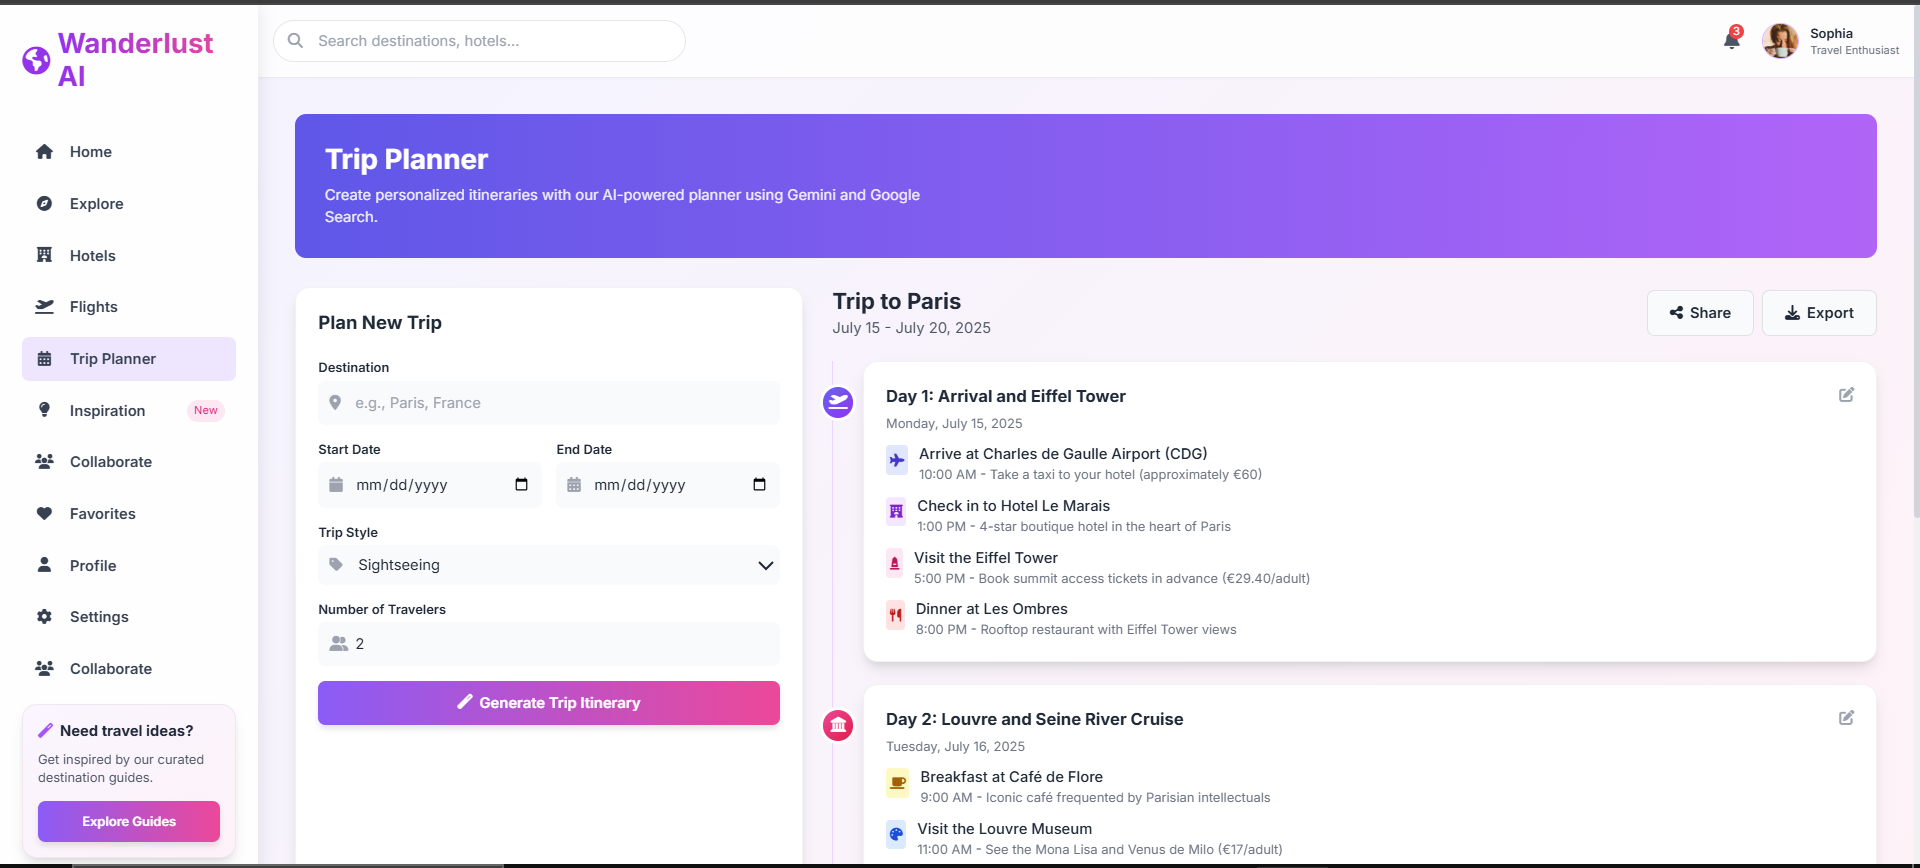 Wanderlust
AI
Search destinations, hotels...
3
Sophia
Travel Enthusiast
Home
Explore
Hotels
Flights
Trip Planner
Inspiration New
Collaborate
Favorites
Profile
Settings
Collaborate
Need travel ideas?
Get inspired by our curated
destination guides.
Explore Guides
Trip Planner
Create personalized itineraries with our AI-powered planner using Gemini and Google
Search.
Plan New Trip
Destination
e.g., Paris, France
Start Date End Date
mm/dd/yyyy mm/dd/yyyy
Trip Style
Sightseeing
Number of Travelers
2
Generate Trip Itinerary
Trip to Paris
July 15 - July 20, 2025
Share Export
Day 1: Arrival and Eiffel Tower
Monday, July 15, 2025
Arrive at Charles de Gaulle Airport (CDG)
10:00 AM - Take a taxi to your hotel (approximately €60)
Check in to Hotel Le Marais
1:00 PM - 4-star boutique hotel in the heart of Paris
Visit the Eiffel Tower
5:00 PM - Book summit access tickets in advance (€29.40/adult)
Dinner at Les Ombres
8:00 PM - Rooftop restaurant with Eiffel Tower views
Day 2: Louvre and Seine River Cruise
Tuesday, July 16, 2025
Breakfast at Café de Flore
9:00 AM - Iconic café frequented by Parisian intellectuals
Visit the Louvre Museum
11:00 AM - See the Mona Lisa and Venus de Milo (€17/adult)